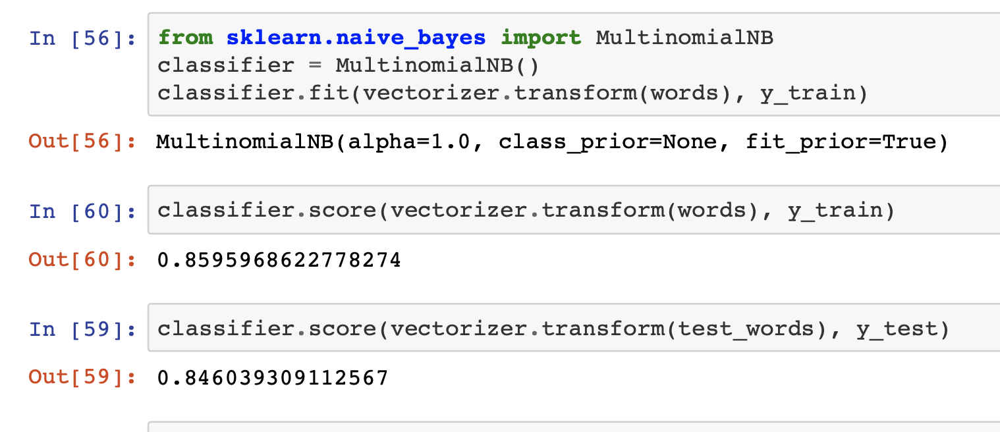 In [56]: from sklearn.naive_bayes import MultinomialNB
classifier = MultinomialNB()
classifier.fit(vectorizer.transform(words), y_train)
Out[56]: MultinomialNB(alpha=1.0, class_prior=None, fit_prior=True)
In [60]: classifier.score(vectorizer.transform(words), y_train)
Out[60]: 0.8595968622778274
In [59]: classifier.score(vectorizer.transform(test_words), y_test)
Out[59]: 0.846039309112567